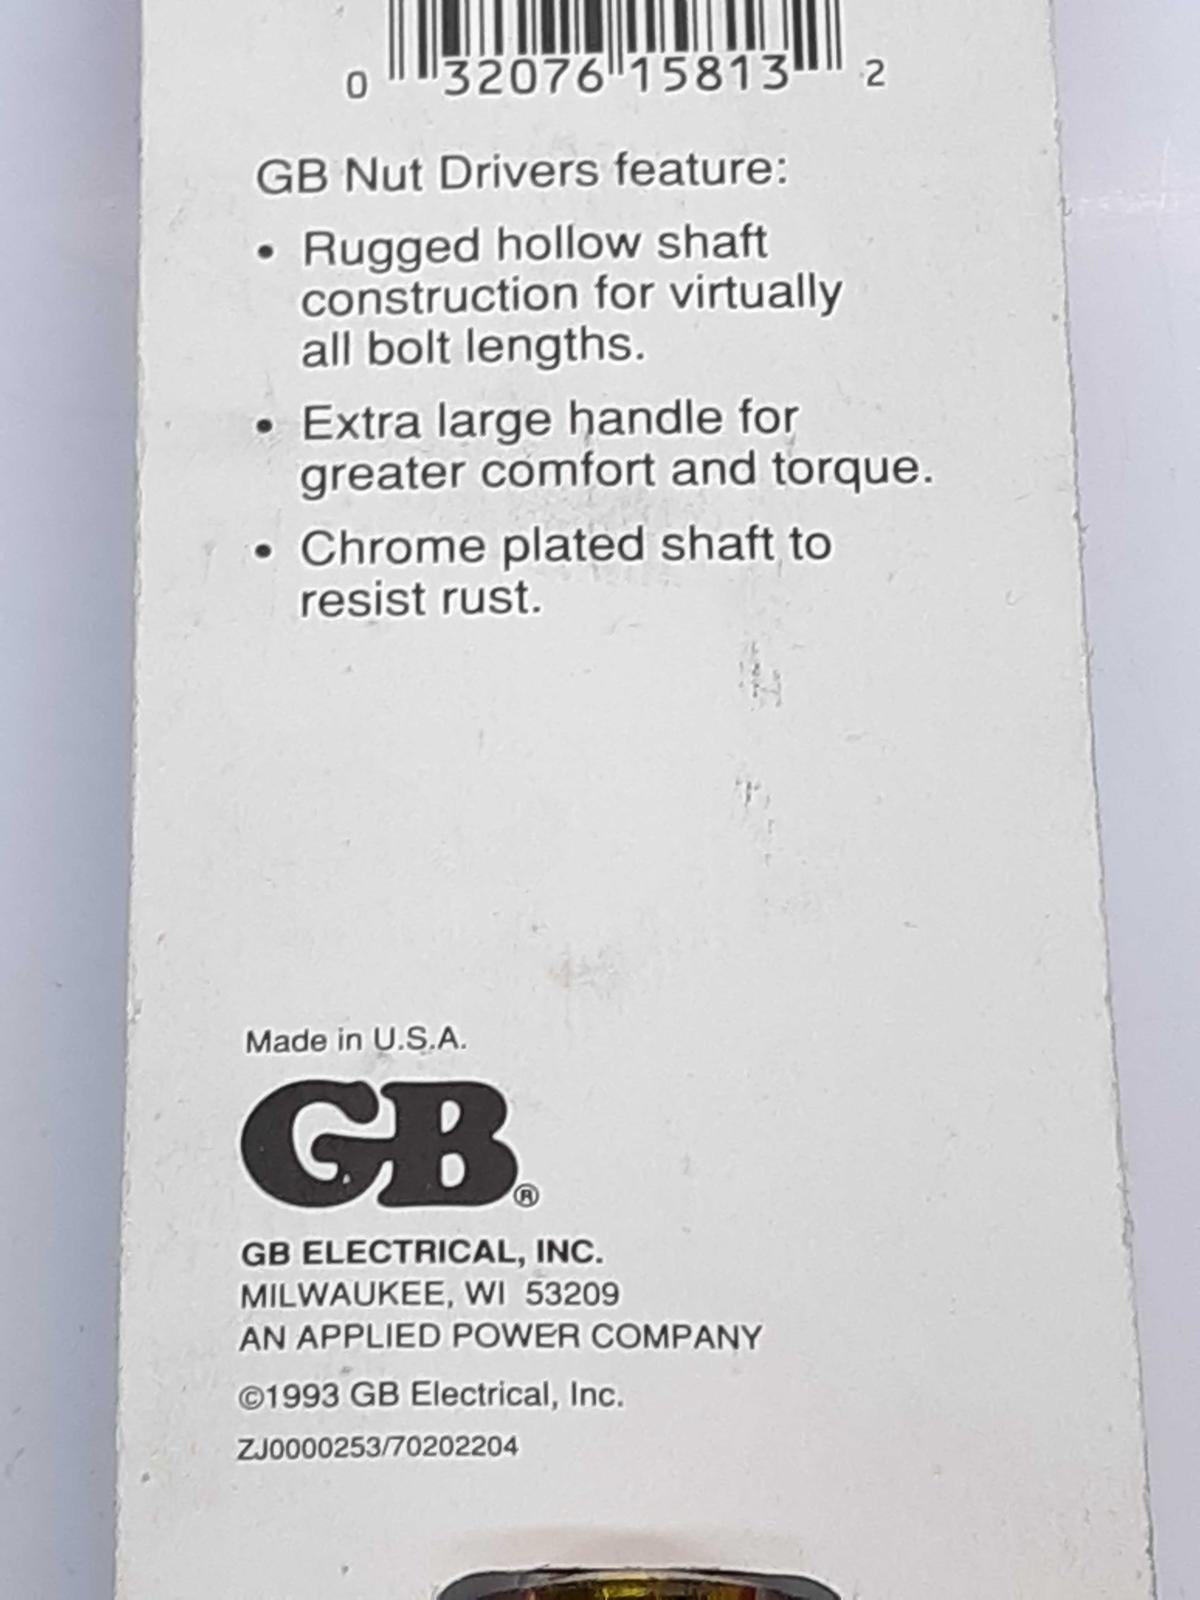 0 32076 15813 2
GB Nut Drivers feature:
• Rugged hollow shaft
construction for virtually
all bolt lengths.
• Extra large handle for
greater comfort and torque.
• Chrome plated shaft to
resist rust.
Made in U.S.A.
GB®
GB ELECTRICAL, INC.
MILWAUKEE, WI 53209
AN APPLIED POWER COMPANY
©1993 GB Electrical, Inc.
ZJ0000253/70202204